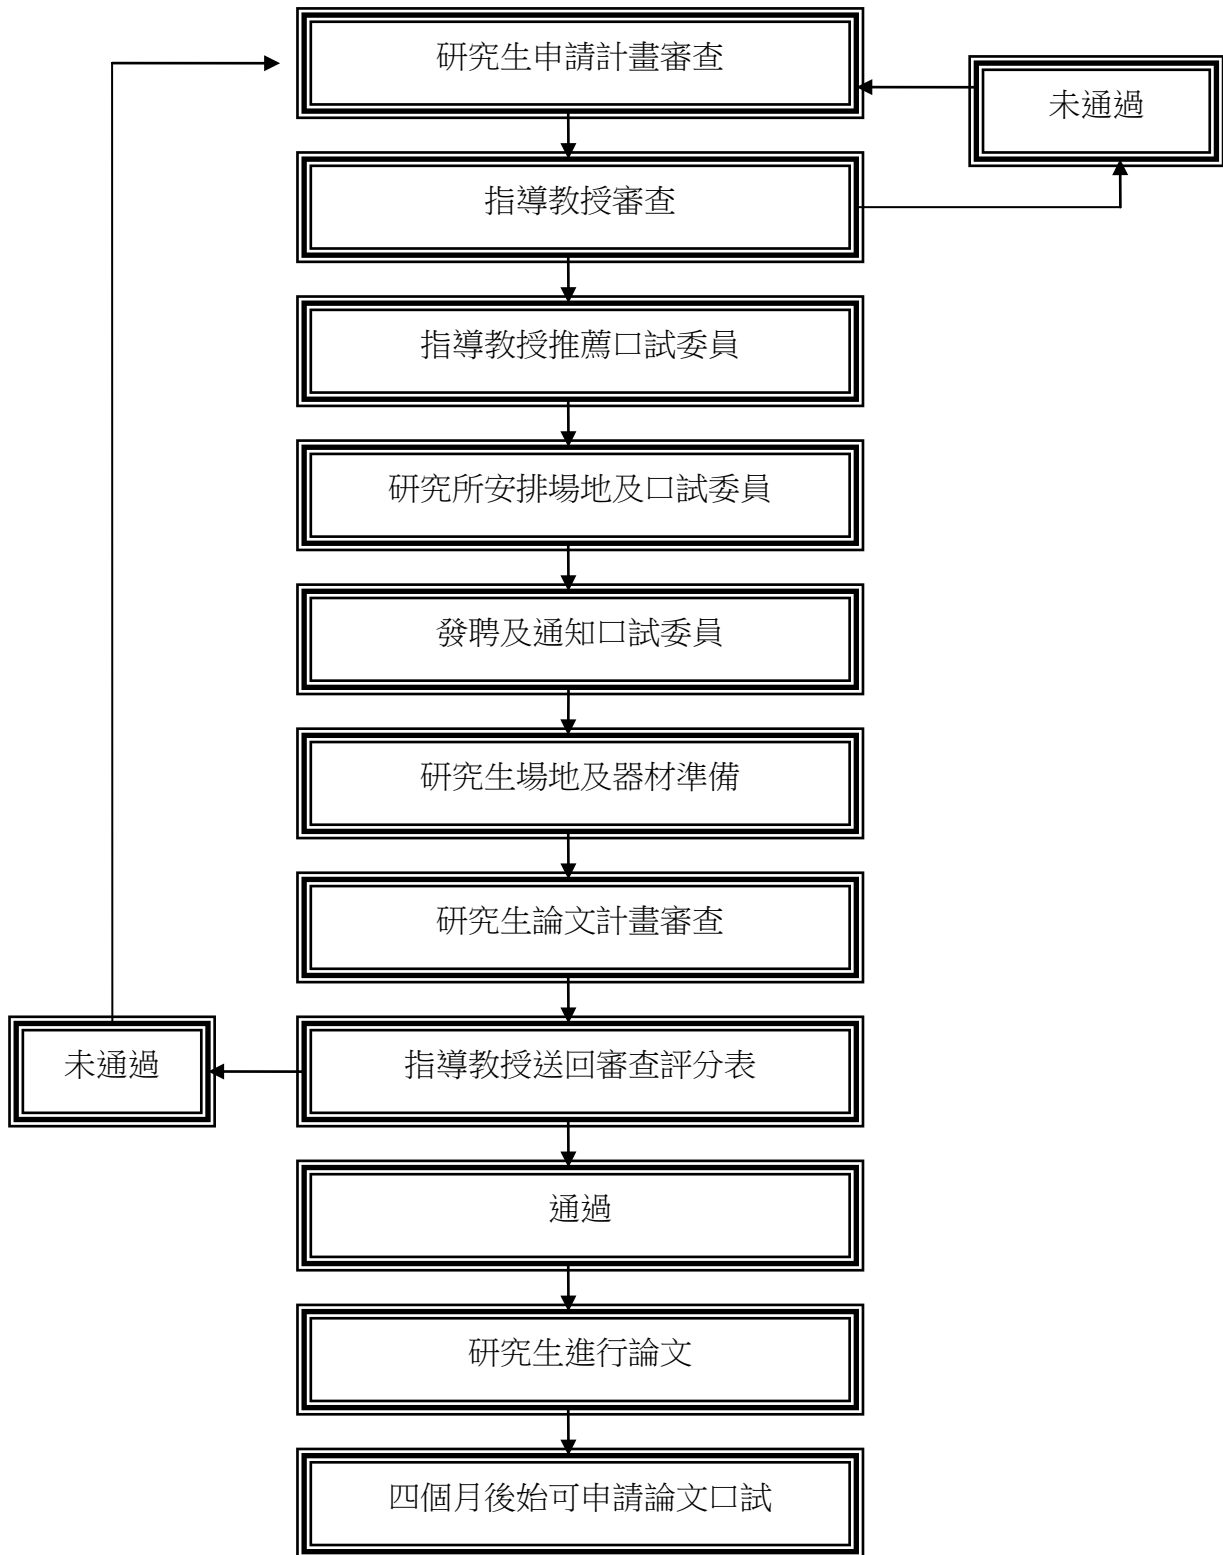 研究生申請計畫審查
未通過
指導教授審查
指導教授推薦口試委員
研究所安排場地及口試委員
發聘及通知口試委員
研究生場地及器材準備
研究生論文計畫審查
未通過
指導教授送回審查評分表
通過
研究生進行論文
四個月後始可申請論文口試